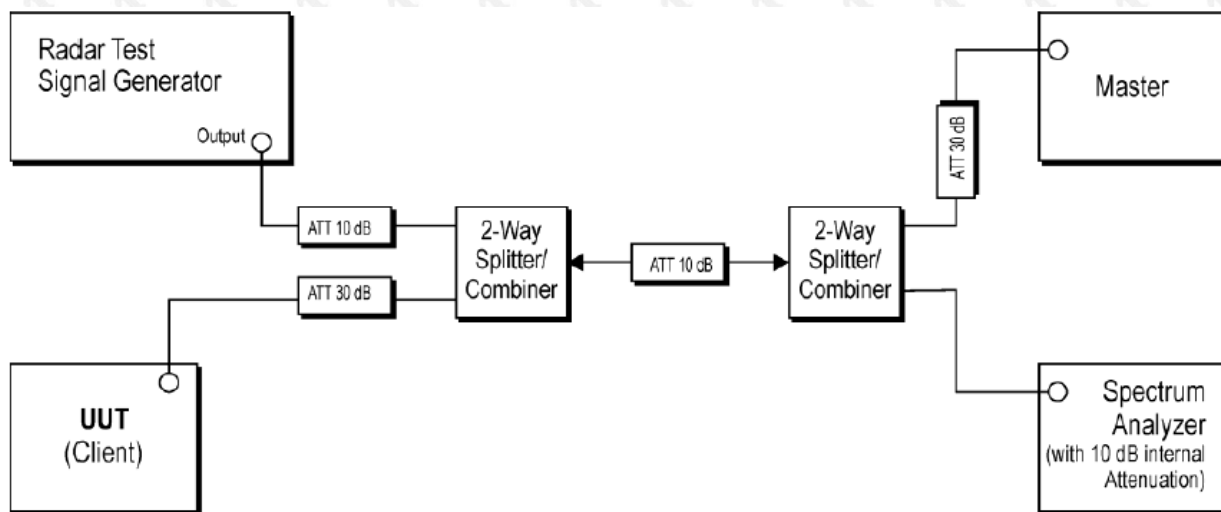 Radar Test
Signal Generator
Output
ATT 10 dB
ATT 30 dB
2-Way
Splitter/
Combiner
ATT 10 dB
2-Way
Splitter/
Combiner
ATT 30 dB
Master
UUT
(Client)
Spectrum
Analyzer
(with 10 dB internal
Attenuation)